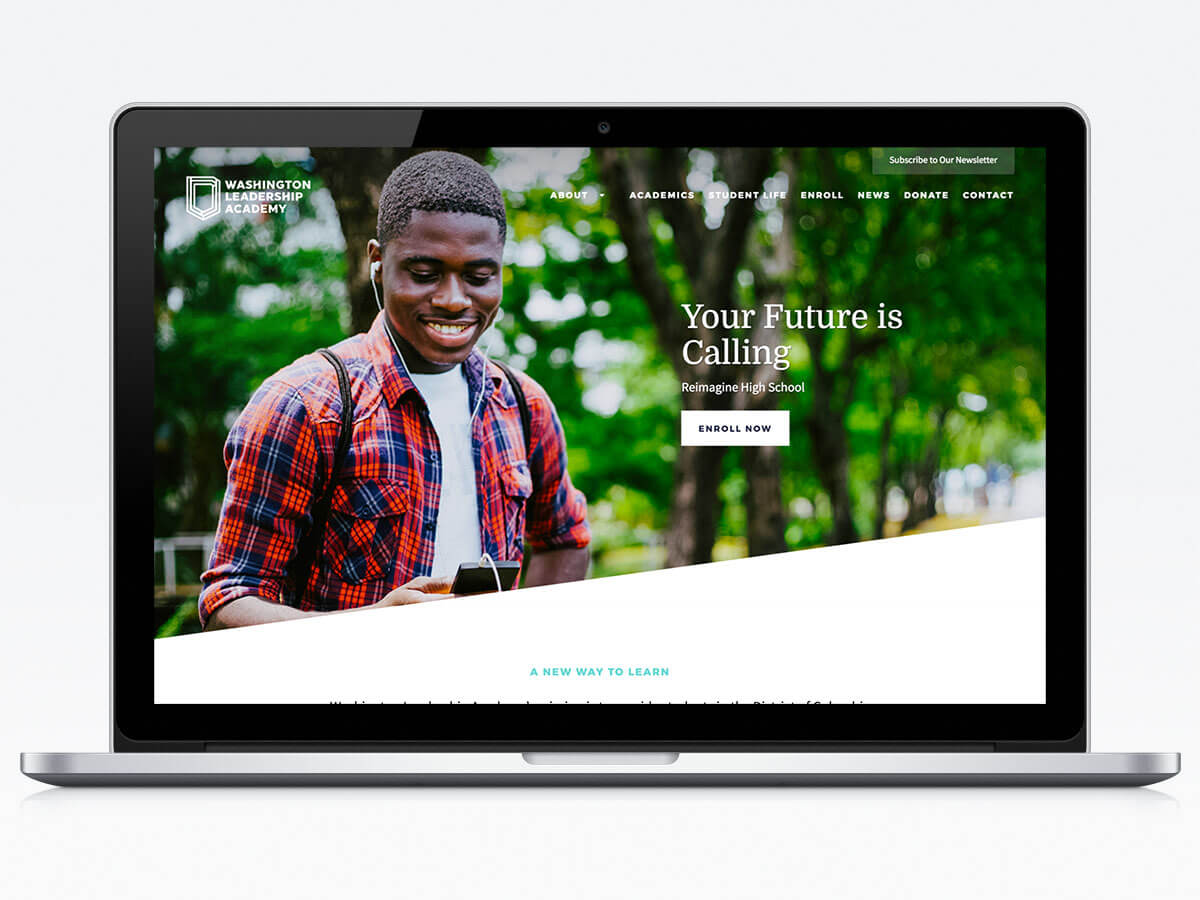 Subscribe to Our Newsletter
WASHINGTON
LEADERSHIP
ACADEMY
ABOUT ACADEMICS STUDENT LIFE ENROLL NEWS DONATE CONTACT
Your Future is
Calling
Reimagine High School
ENROLL NOW
A NEW WAY TO LEARN